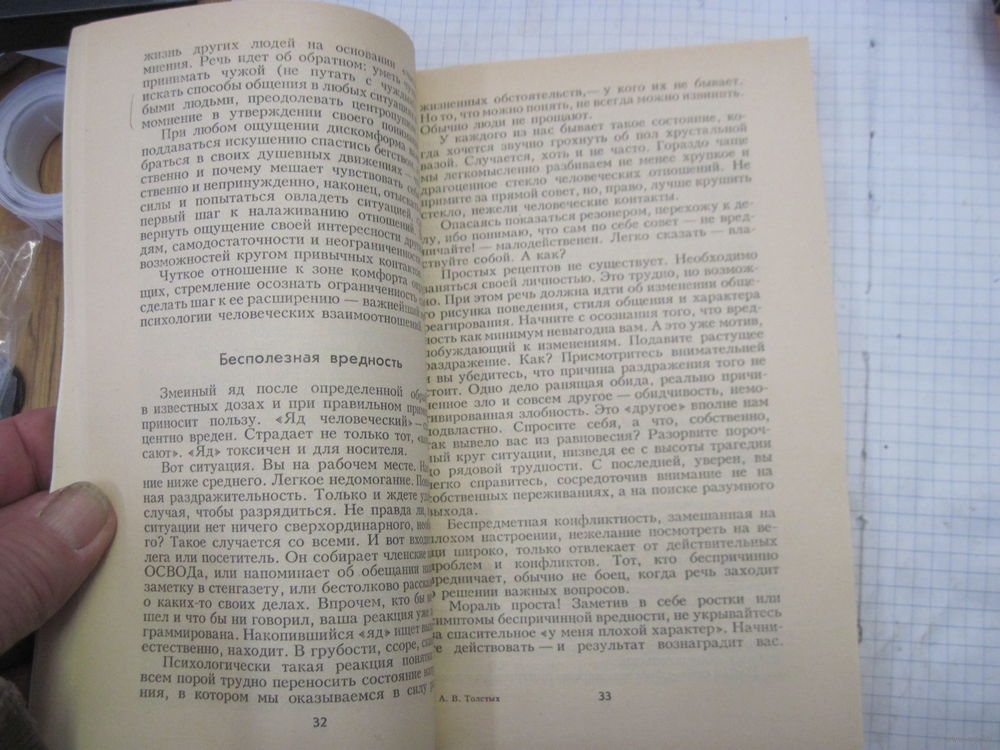 жизнь других людей на основании
мнения. Речь идет об обратном: уметь
принимать чужой (не путать с
искать способы общения в любых
быми людьми, преодолевать
момнение в утверждении своего
При любом ощущении дискомфорта
поддаваться искушению спастись бегством
браться в своих душевных движениях —
ственно и почему мешает чувствовать
ственно и непринужденно, наконец,
силы и попытаться овладеть ситуацией.
первый шаг к налаживанию отношений.
вернуть ощущение своей интересности
дям, самодостаточности и
возможностей кругом привычных
Чуткое отношение к зоне комфорта
щих, стремление осознать ограниченность
сделать шаг к ее расширению — важнейший
психологии человеческих взаимоотношений.
Бесполезная вредность
Змеиный яд после определенной
в известных дозах и при правильном
приносит пользу. «Яд человеческий» —
центно вреден. Страдает не только тот,
сают». «Яд» токсичен и для носителя.
Вот ситуация. Вы на рабочем месте.
ние ниже среднего. Легкое недомогание.
ная раздражительность. Только и ждете
случая, чтобы разрядиться. Не правда ли,
ситуации нет ничего сверхординарного,
го? Такое случается со всеми. И вот
лега или посетитель. Он собирает членские
ОСВОДа, или напоминает об обещании
заметку в стенгазету, или бестолково
о каких-то своих делах. Впрочем, кто бы
шел и что бы ни говорил, ваша реакция уже
граммирована. Накопившийся «яд» ищет
естественно, находит. В грубости, ссоре,
Психологически такая реакция
всем порой трудно переносить состояние
ния, в котором мы оказываемся в силу
32
жизненных обстоятельств,— у кого их не бывает.
Но то, что можно понять, не всегда можно извинить.
Обычно люди не прощают.
У каждого из нас бывает такое состояние, ко-
гда хочется звучно грохнуть об пол хрустальной
вазой. Случается, хоть и не часто. Гораздо чаще
мы легкомысленно разбиваем не менее хрупкое и
драгоценное стекло человеческих отношений. Не
примите за прямой совет, но, право, лучше крушить
стекло, нежели человеческие контакты.
Опасаясь показаться резонером, перехожу к де-
лу, ибо понимаю, что сам по себе совет — не вред-
ничайте! — малодейственен. Легко сказать — вла-
ствуйте собой. А как?
Простых рецептов не существует. Необходимо
заняться своей личностью. Это трудно, но возмож-
но. При этом речь должна идти об изменении обще-
го рисунка поведения, стиля общения и характера
реагирования. Начните с осознания того, что вред-
ность как минимум невыгодна вам. А это уже мотив,
побуждающий к изменениям. Подавите растущее
раздражение. Как? Присмотритесь внимательней
и вы убедитесь, что причина раздражения того не
стоит. Одно дело ранящая обида, реально причи-
ненное зло и совсем другое — обидчивость, немо-
тивированная злобность. Это «другое» вполне нам
подвластно. Спросите себя, а что, собственно,
так вывело вас из равновесия? Разорвите пороч-
ный круг ситуации, низведя ее с высоты трагедии
до рядовой трудности. С последней, уверен, вы
легко справитесь, сосредоточив внимание не на
собственных переживаниях, а на поиске разумного
выхода.
Беспредметная конфликтность, замешанная на
плохом настроении, нежелание посмотреть на ве-
щи широко, только отвлекает от действительных
проблем и конфликтов. Тот, кто беспричинно
вредничает, обычно не боец, когда речь заходит
о решении важных вопросов.
Мораль проста! Заметив в себе ростки или
симптомы беспричинной вредности, не укрывайтесь
за спасительное «у меня плохой характер». Начни-
те действовать — и результат вознаградит вас.
А. В. Толстых
33